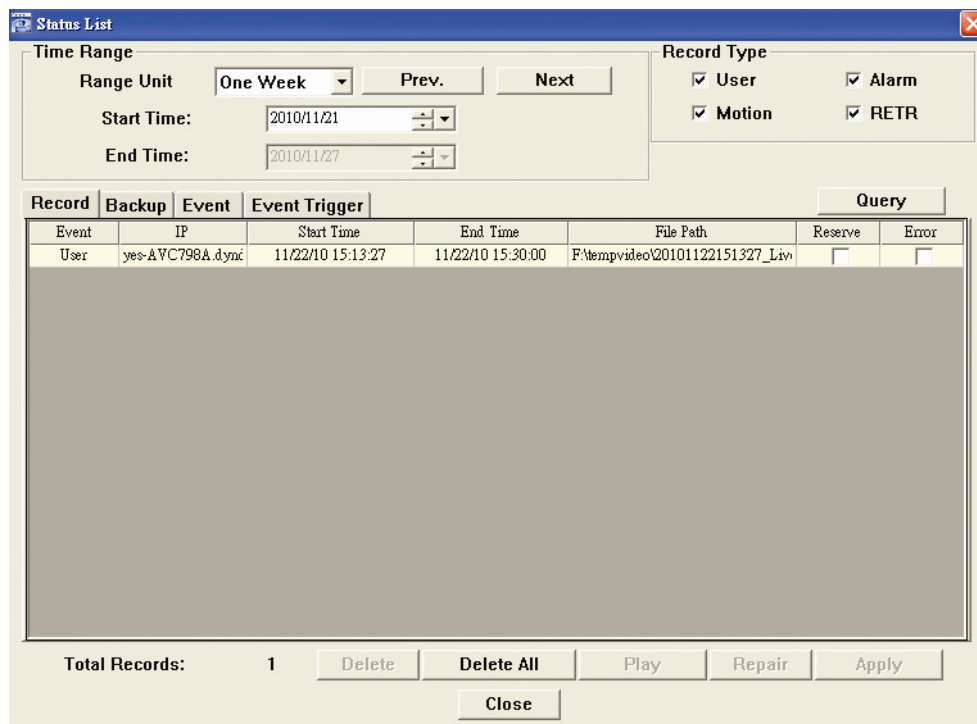 Status List
Time Range
Range Unit One Week Prev. Next
Start Time: 2010/11/21
End Time: 2010/11/27
Record Type
User Alarm
Motion RETR
Record Backup Event Event Trigger
Query
Event IP Start Time End Time File Path Reserve Error
User yes-AVC798A.dyn 11/22/10 15:13:27 11/22/10 15:30:00 F:\tempvideo\20101122151327_Liv
Total Records: 1 Delete Delete All Play Repair Apply
Close